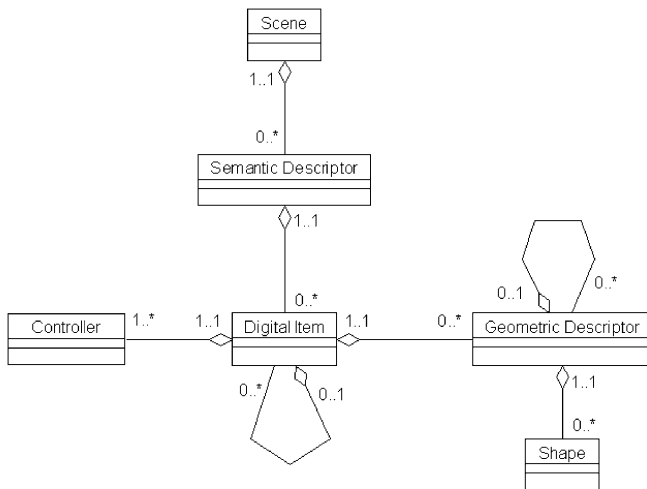 Scene
1..1
0..*
Semantic Descriptor
1..1
0..*
0..1
0..*
Controller
1..*
1..1
Digital Item
1..1
0..*
Geometric Descriptor
0..*
0..1
1..1
0..*
Shape